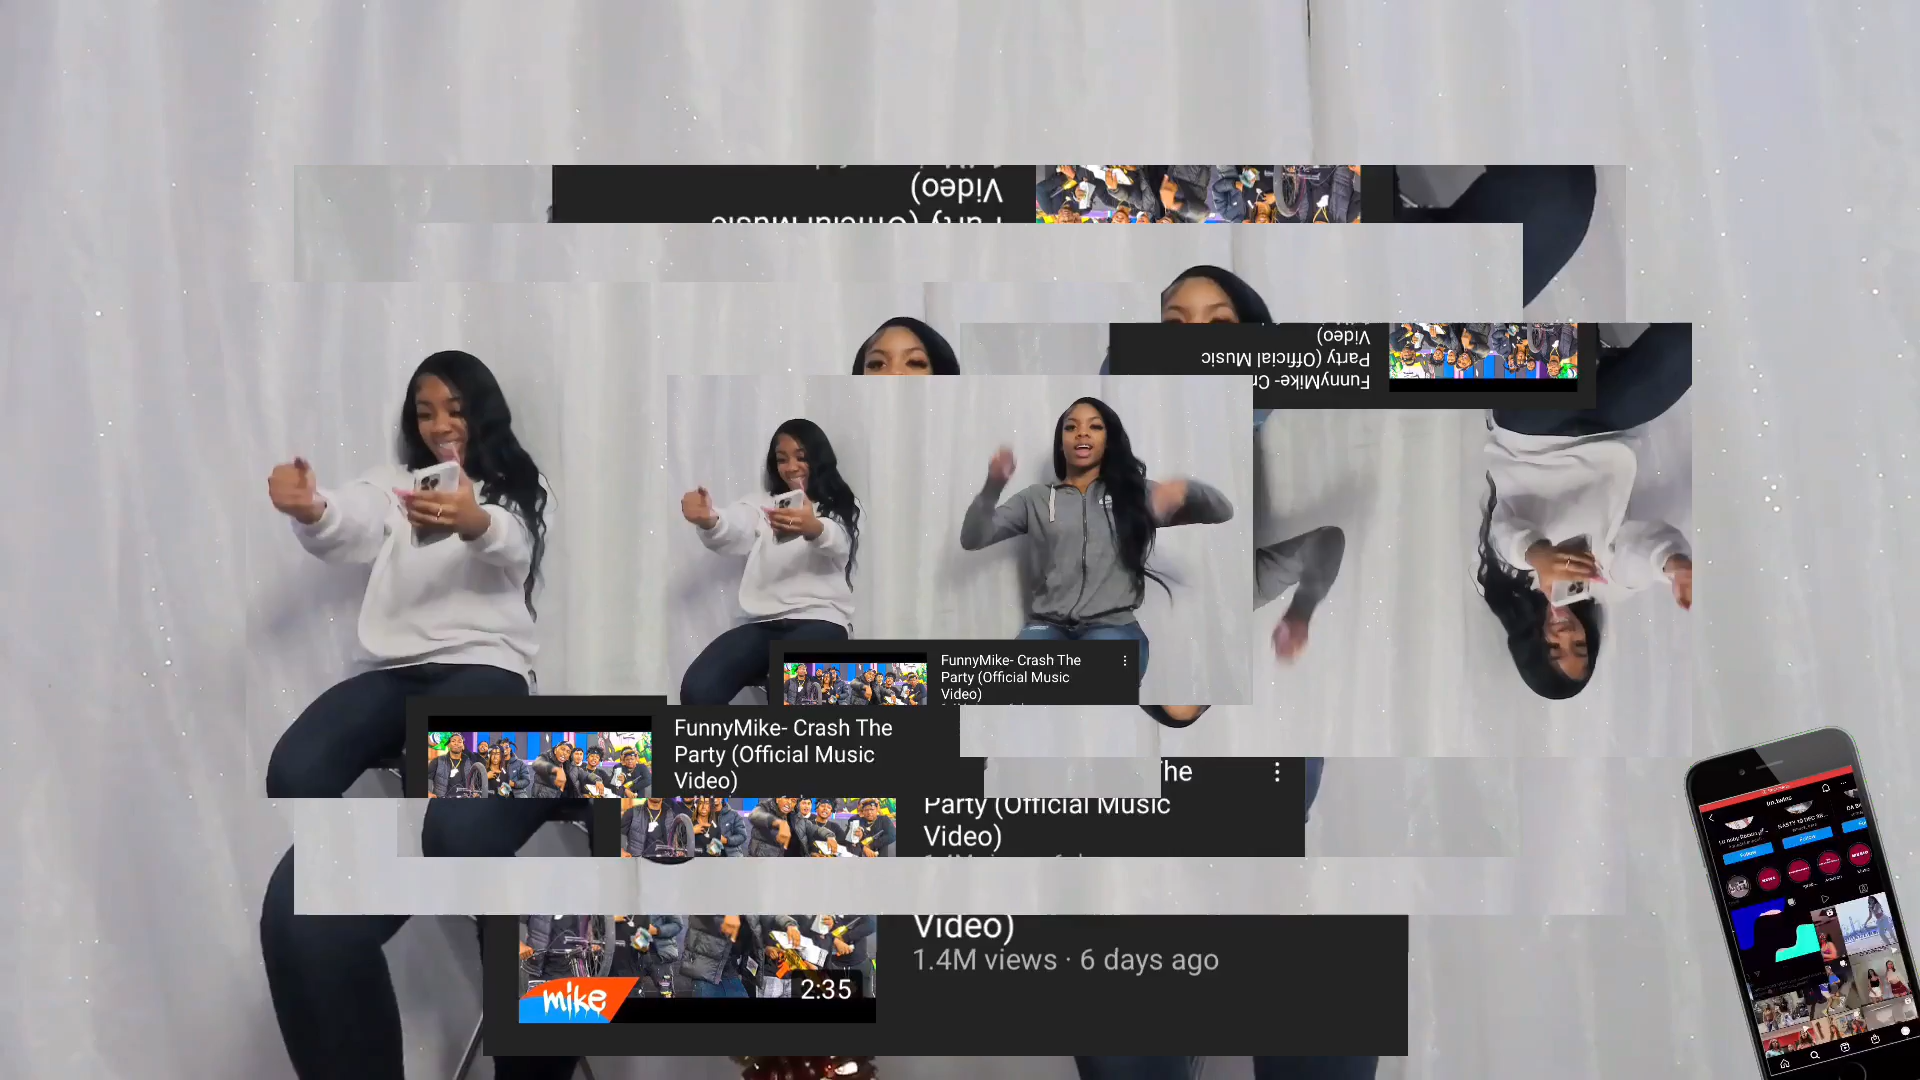 Video)
Party (Official Music
Video)
Party (Official Music
FunnyMike- Cr
FunnyMike- Crash The
Party (Official Music
Video)
FunnyMike- Crash The
Party (Official Music
Video)
he
Party (Official Music
Video)
Video)
1.4M views · 6 days ago
2:35
mike
Follow
Follow